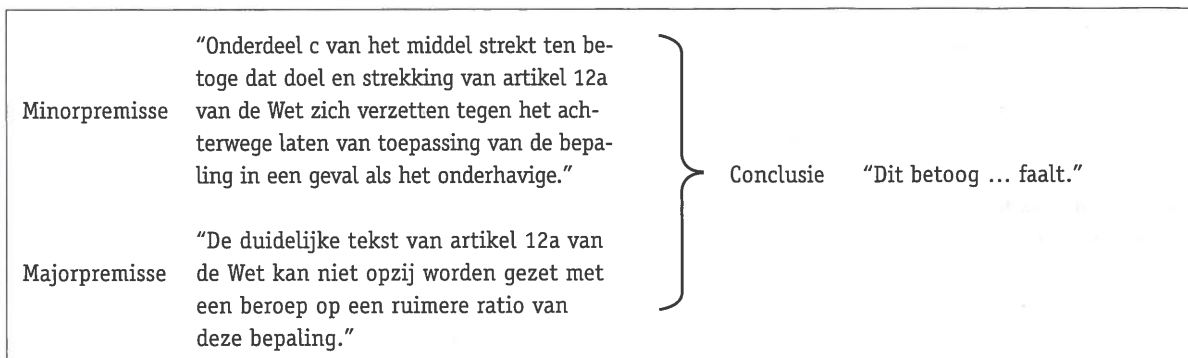 Minorpremisse
“Onderdeel c van het middel strekt ten be-
toge dat doel en strekking van artikel 12a
van de Wet zich verzetten tegen het ach-
terwege laten van toepassing van de bepa-
ling in een geval als het onderhavige.”
Majorpremisse
“De duidelijke tekst van artikel 12a van
de Wet kan niet opzij worden gezet met
een beroep op een ruimere ratio van
deze bepaling.”
Conclusie “Dit betoog ... faalt.”